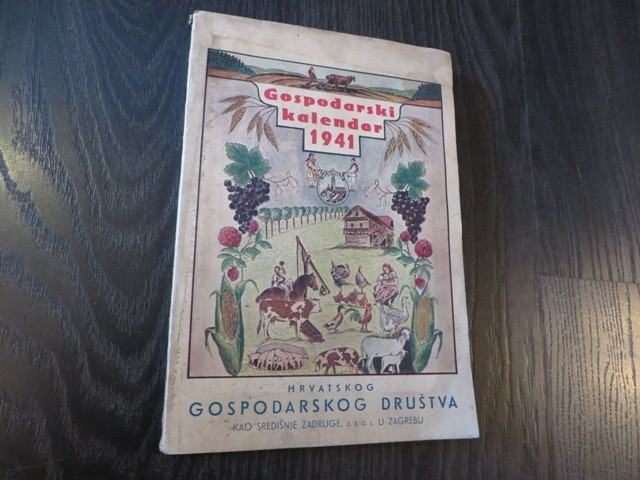 Gospodarski
kalendar
1941
HRVATSKOG
GOSPODARSKOG DRUŠTVA
KAO SREDIŠNJE ZADRUGE, Z. S O. J. U ZAGREBU